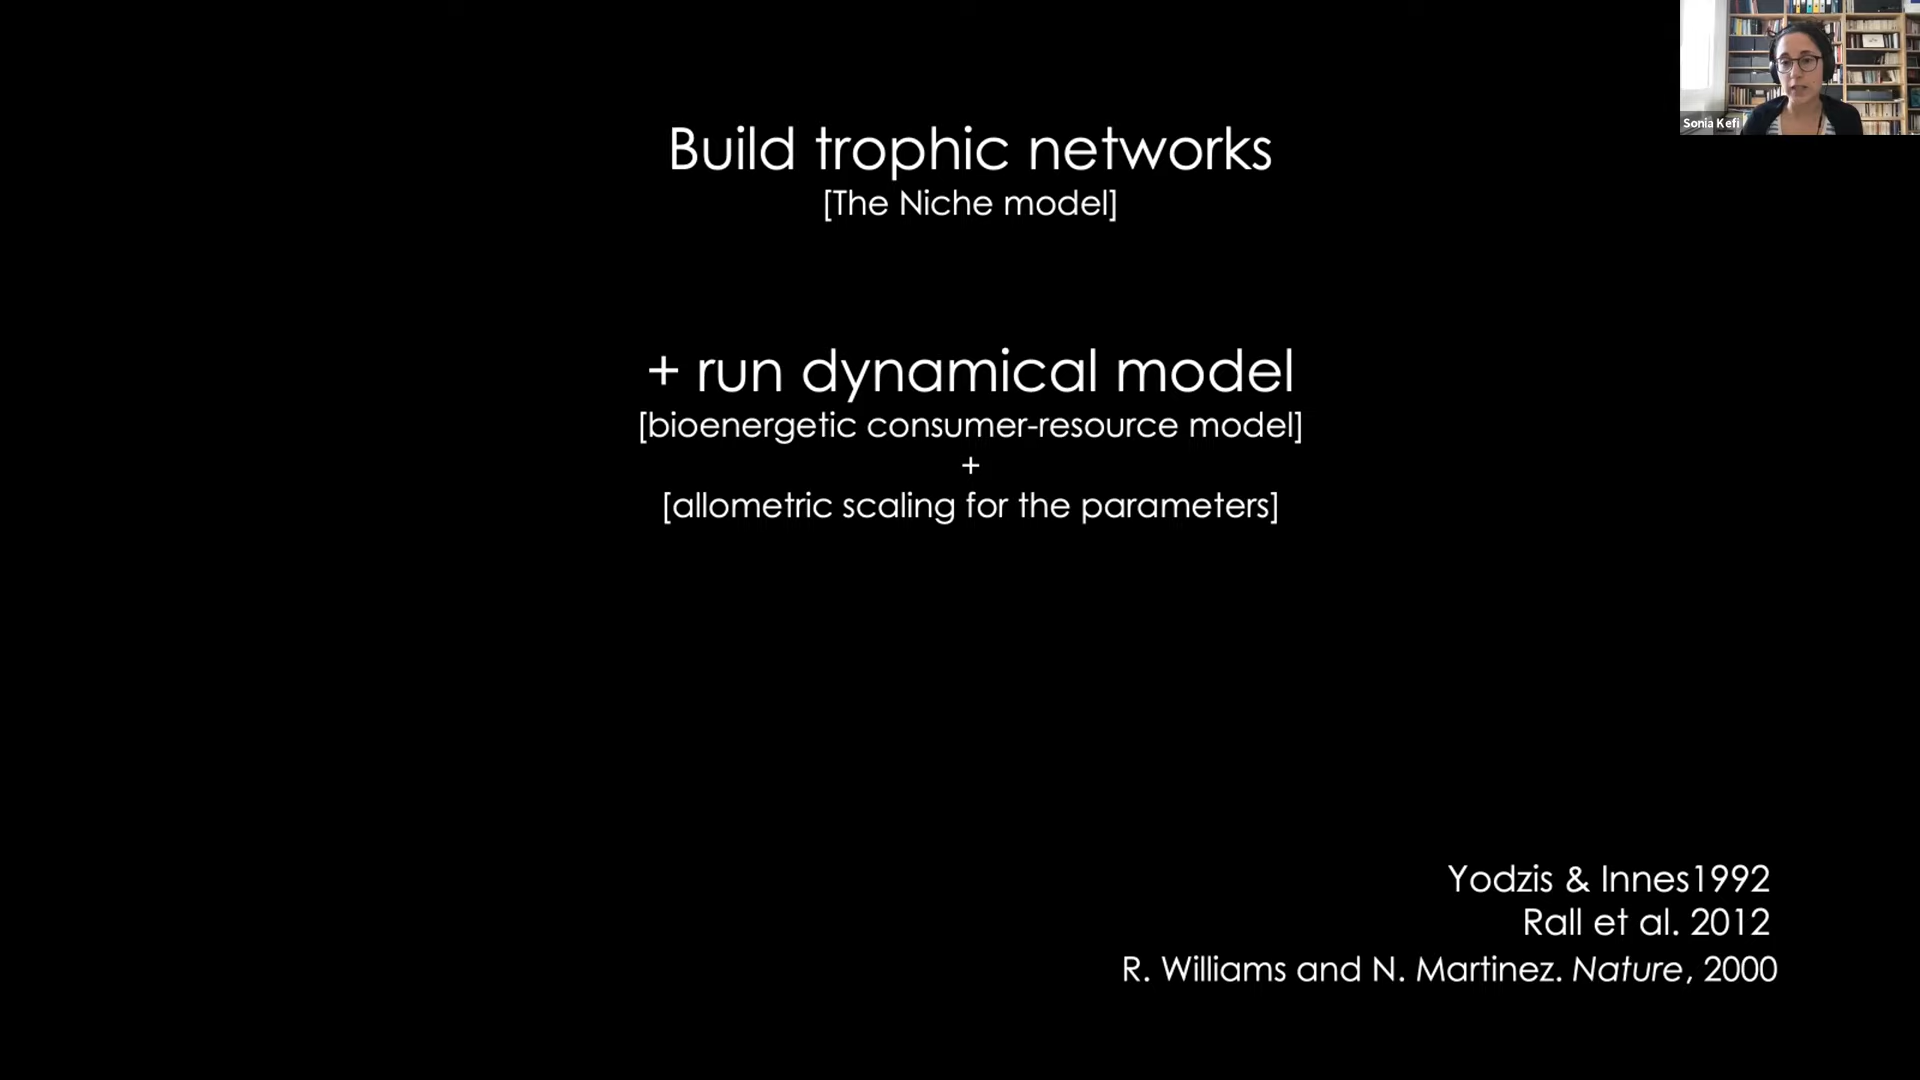 Sonia Kefi
Build trophic networks
[The Niche model]
+ run dynamical model
[bioenergetic consumer-resource model]
+
[allometric scaling for the parameters]
Yodzis & Innes1992
Rall et al. 2012
R. Williams and N. Martinez. Nature, 2000